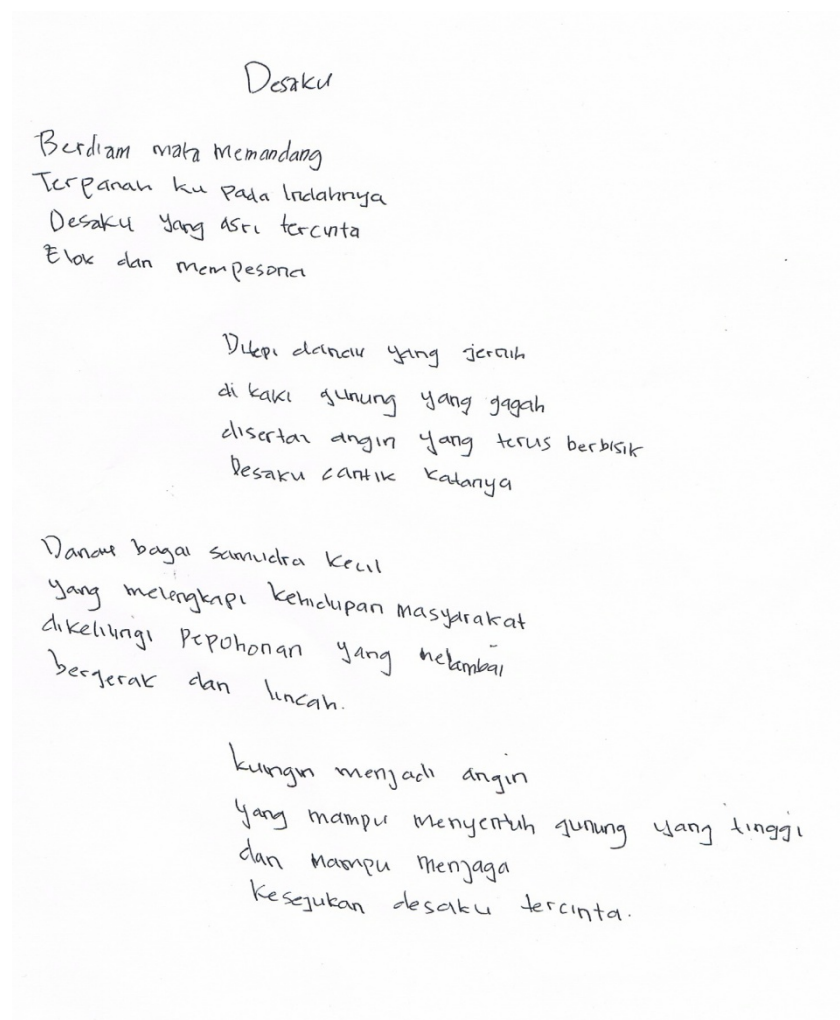 Desaku
Berdiam mata memandang
Terpanah ku pada Indahnya
Desaku yang asri tercinta
Elok dan mempesona
Ditepi danau yang jernih
di kaki gunung yang gagah
disertai angin yang terus berbisik
Desaku cantik katanya
Danau bagai samudra kecil
yang melengkapi kehidupan masyarakat
dikelilingi pepohonan yang melambai
bergerak dan lincah.
kuingin menjadi angin
yang mampu menyentuh gunung yang tinggi
dan mampu menjaga
kesejukan desaku tercinta.